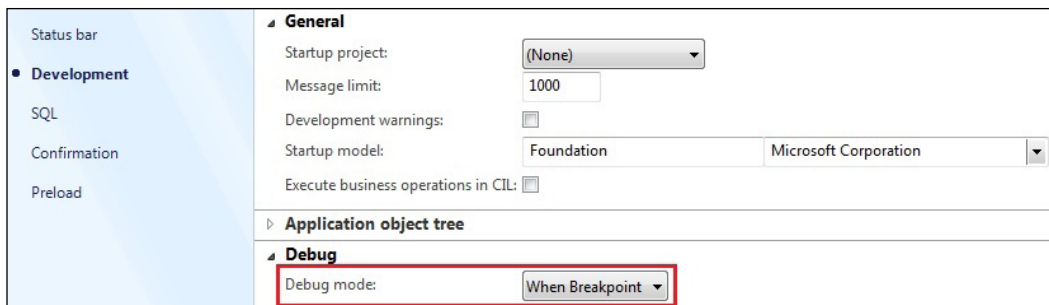 Status bar
Development
SQL
Confirmation
Preload
General
Startup project: (None)
Message limit: 1000
Development warnings:
Startup model: Foundation Microsoft Corporation
Execute business operations in CIL:
Application object tree
Debug
Debug mode: When Breakpoint